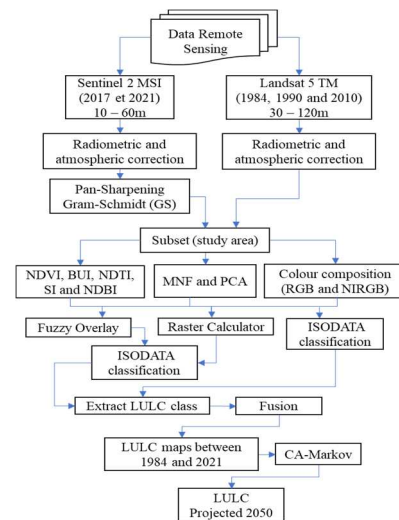 Data Remote
Sensing
Sentinel 2 MSI
(2017 et 2021)
10 – 60m
Landsat 5 TM
(1984, 1990 and 2010)
30 – 120m
Radiometric and
atmospheric correction
Radiometric and
atmospheric correction
Pan-Sharpening
Gram-Schmidt (GS)
Subset (study area)
NDVI, BUI, NDTI,
SI and NDBI
MNF and PCA
Colour composition
(RGB and NIRGB)
Fuzzy Overlay
Raster Calculator
ISODATA
classification
ISODATA
classification
Extract LULC class
Fusion
LULC maps between
1984 and 2021
CA-Markov
LULC
Projected 2050